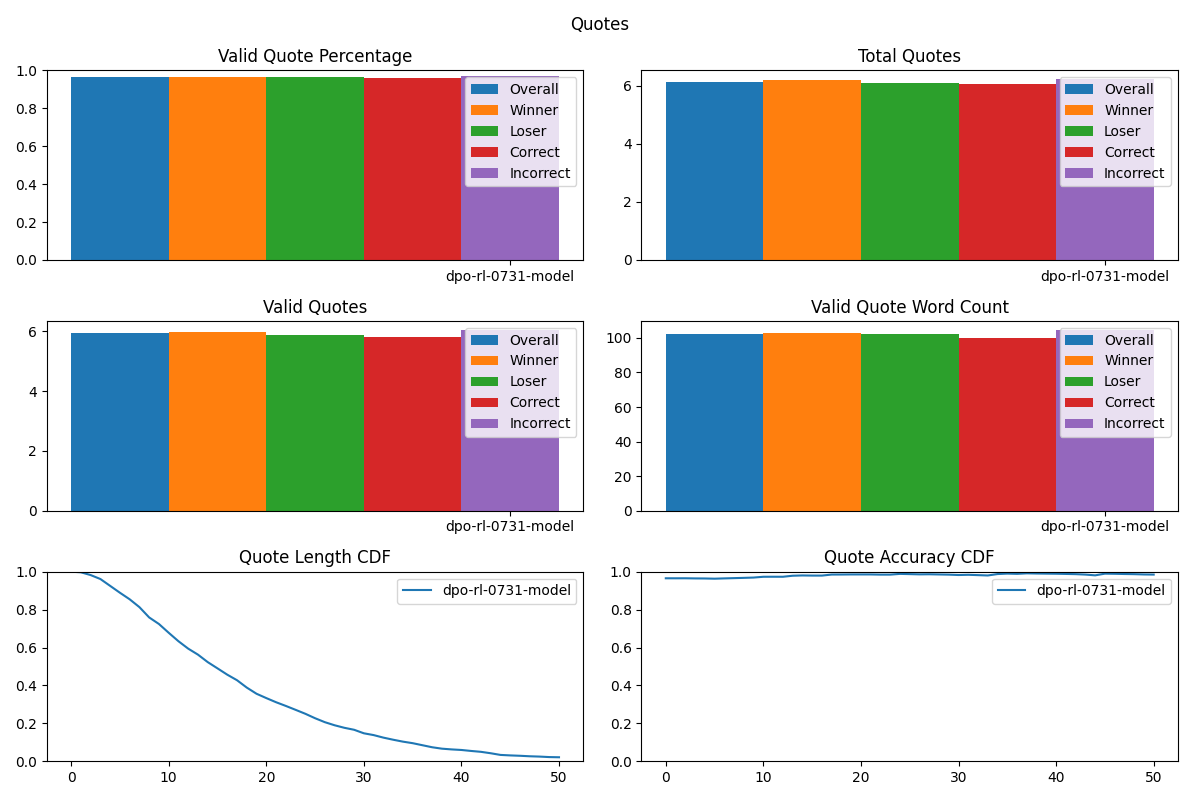 Quotes
Valid Quote Percentage
1.0
0.8
0.6
0.4
0.2
0.0
Overall
Winner
Loser
Correct
Incorrect
dpo-rl-0731-model
Total Quotes
6
4
2
0
Overall
Winner
Loser
Correct
Incorrect
dpo-rl-0731-model
Valid Quotes
6
4
2
0
Overall
Winner
Loser
Correct
Incorrect
dpo-rl-0731-model
Valid Quote Word Count
100
80
60
40
20
0
Overall
Winner
Loser
Correct
Incorrect
dpo-rl-0731-model
Quote Length CDF
1.0
0.8
0.6
0.4
0.2
0.0
dpo-rl-0731-model
0 10 20 30 40 50
Quote Accuracy CDF
1.0
0.8
0.6
0.4
0.2
0.0
dpo-rl-0731-model
0 10 20 30 40 50